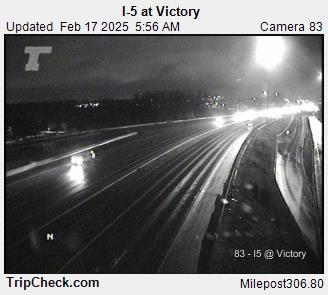 I-5 at Victory
Updated Feb 17 2025 5:56 AM Camera 83
T
N
83 - I5 @ Victory
TripCheck.com Milepost306.80